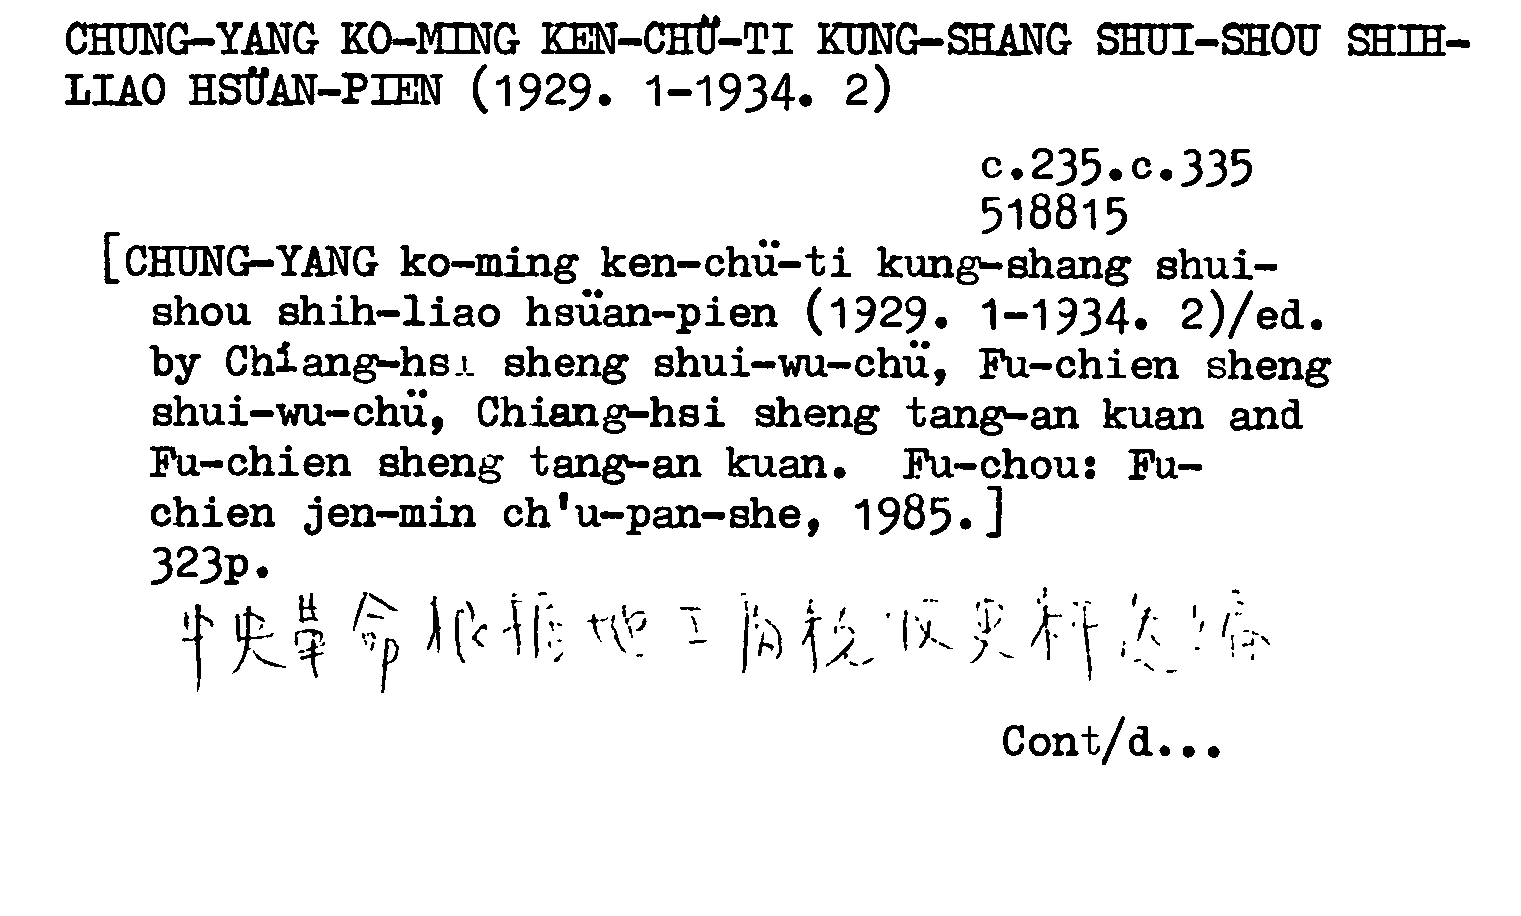 CHUNG-YANG KO-MING KEN-CHÜ-TI KUNG-SHANG SHUI-SHOU SHIH-
LIAO HSÜAN-PIEN (1929. 1-1934. 2)
c.235.c.335
518815
[CHUNG-YANG ko-ming ken-chü-ti kung-shang shui-
shou shih-liao hsüan-pien (1929. 1-1934. 2)/ed.
by Chiang-hsi sheng shui-wu-chü, Fu-chien sheng
shui-wu-chü, Chiang-hsi sheng tang-an kuan and
Fu-chien sheng tang-an kuan. Fu-chou: Fu-
chien jen-min ch'u-pan-she, 1985.]
323p.
中央革命根据地工商税收史料选编
Cont/d...